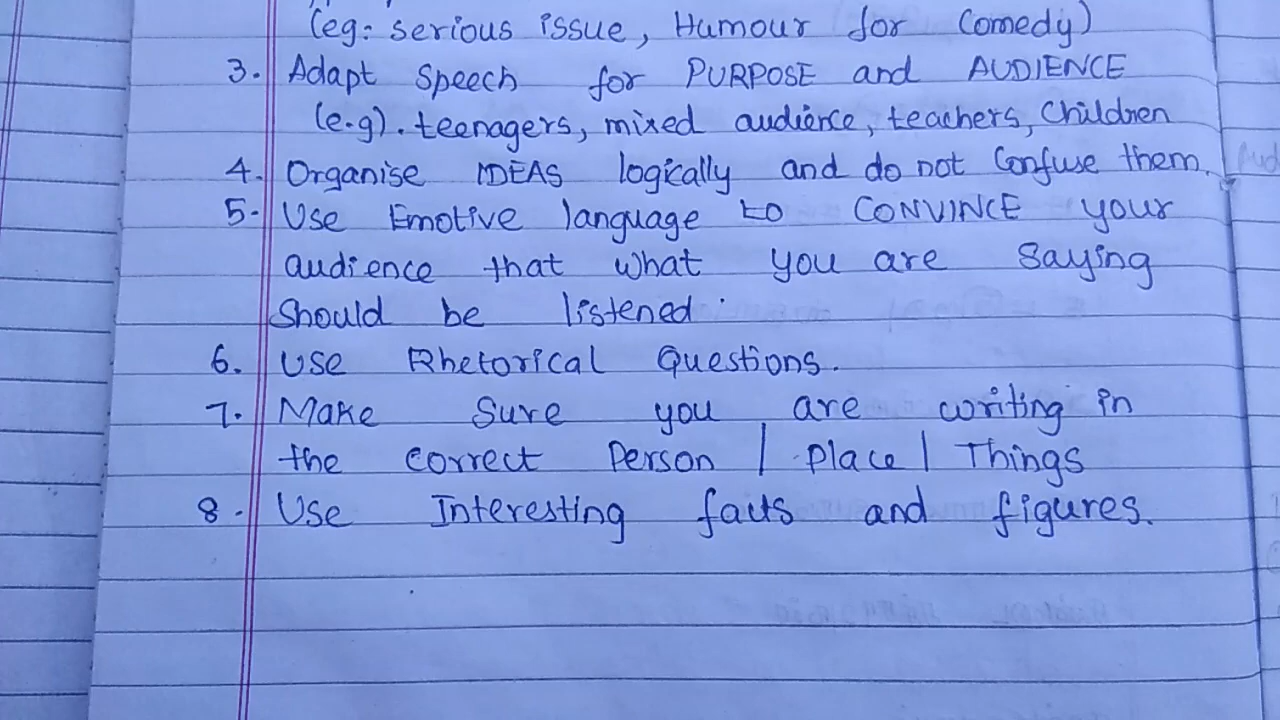 (eg: serious issue, Humour for Comedy)
3. Adapt Speech for PURPOSE and AUDIENCE
(e.g). teenagers, mixed audience, teachers, Children
4. Organise IDEAS logically and do not Confuse them.
5. Use Emotive language to CONVINCE your
audience that what you are saying
should be listened.
6. Use Rhetorical Questions.
7. Make Sure you are writing in
the correct Person | Place | Things
8. Use Interesting facts and figures.